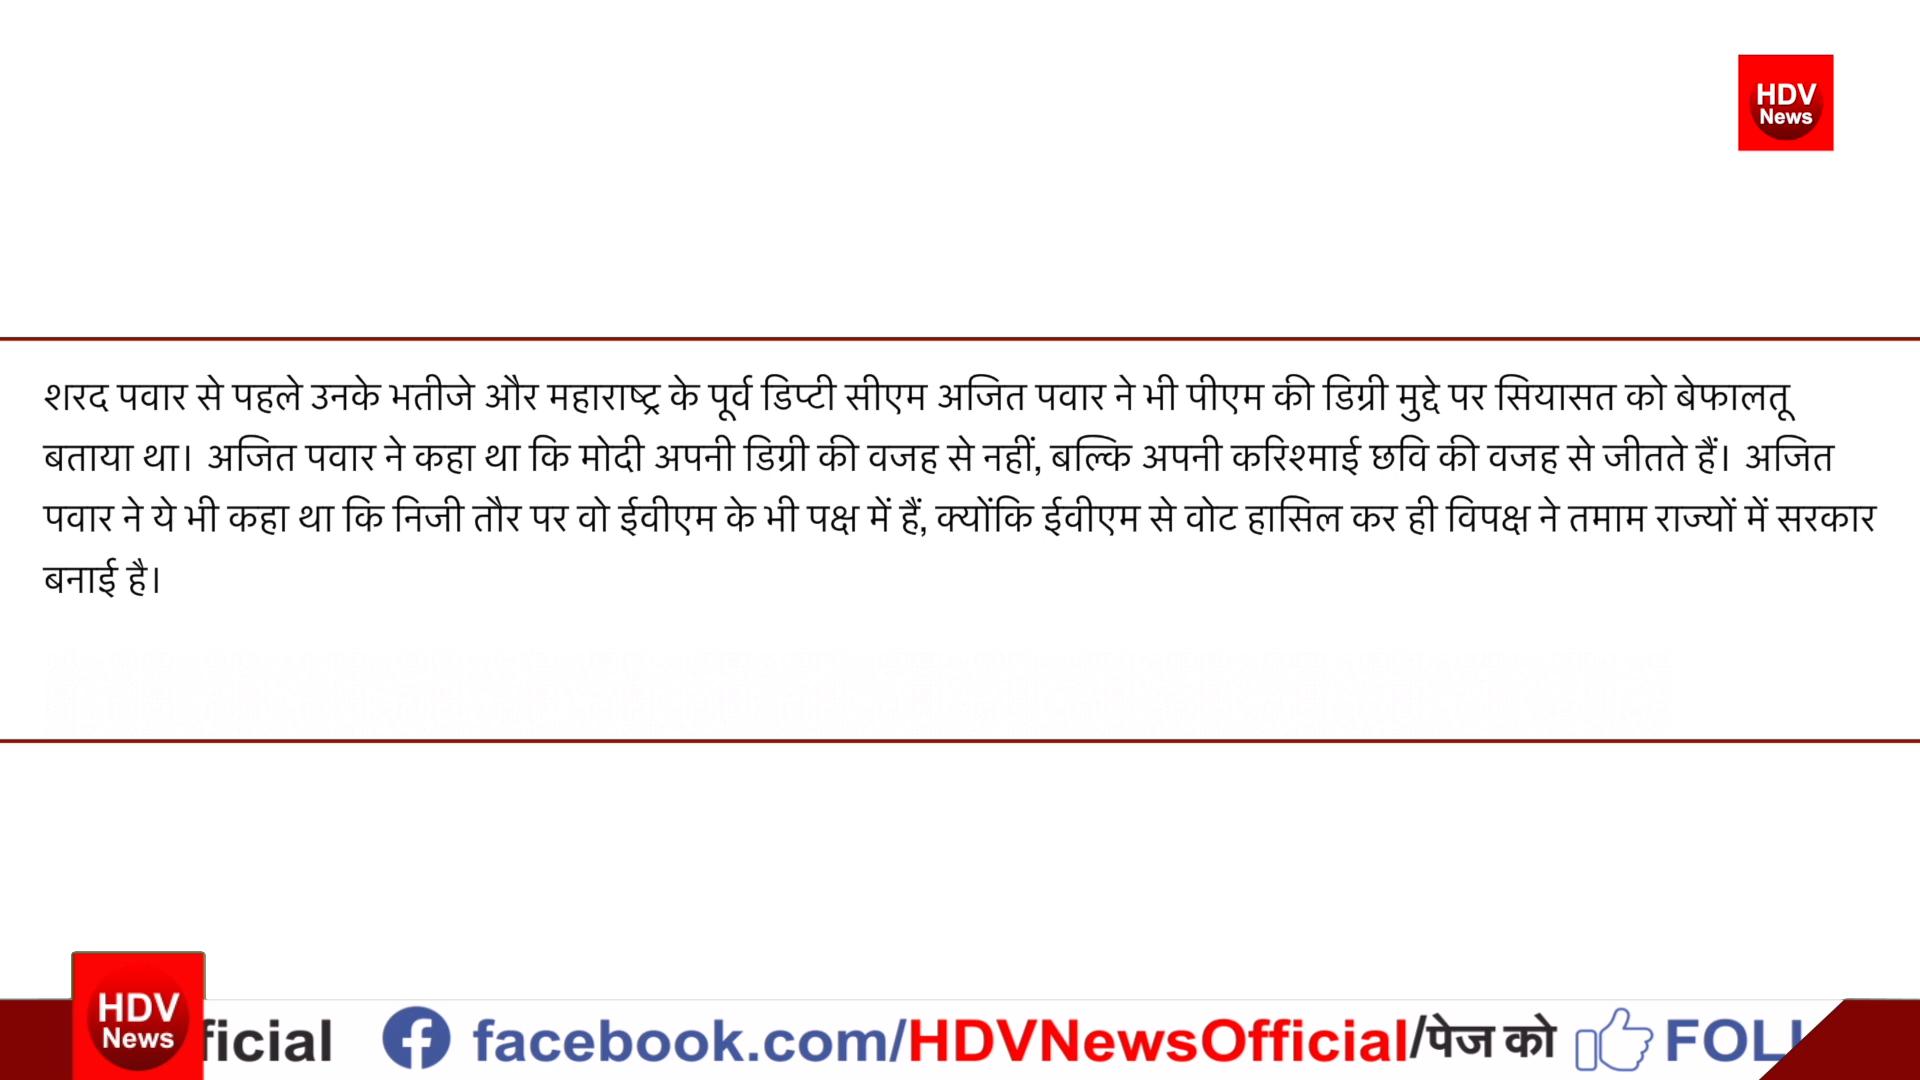 HDV
News
शरद पवार से पहले उनके भतीजे और महाराष्ट्र के पूर्व डिप्टी सीएम अजित पवार ने भी पीएम की डिग्री मुद्दे पर सियासत को बेफालतू
बताया था। अजित पवार ने कहा था कि मोदी अपनी डिग्री की वजह से नहीं, बल्कि अपनी करिश्माई छवि की वजह से जीतते हैं। अजित
पवार ने ये भी कहा था कि निजी तौर पर वो ईवीएम के भी पक्ष में हैं, क्योंकि ईवीएम से वोट हासिल कर ही विपक्ष ने तमाम राज्यों में सरकार
बनाई है।
HDV
News
ficial facebook.com/HDVNewsOfficial/पेज को FOLL